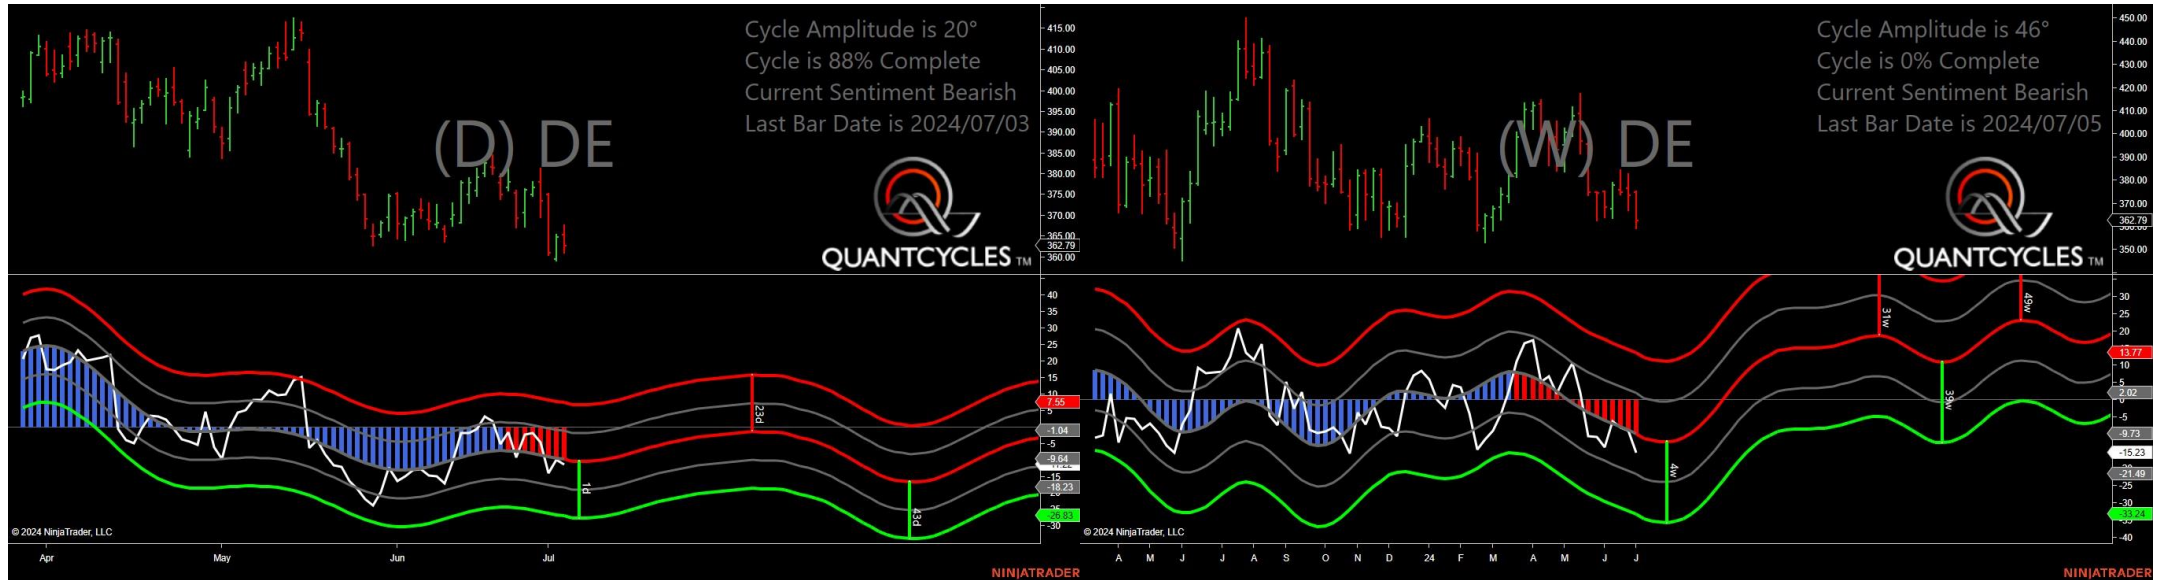 Cycle Amplitude is 20°
Cycle is 88% Complete
Current Sentiment Bearish
Last Bar Date is 2024/07/03
(D) DE
QUANTCYCLES TM
415.00
410.00
405.00
400.00
395.00
390.00
385.00
380.00
375.00
370.00
365.00
362.79
360.00
40
35
30
25
20
15
7.55
5
-1.04
-5
-9.64
-15
-18.23
-26.83
-30
23d
1d
43d
© 2024 NinjaTrader, LLC
Apr May Jun Jul
NINJATRADER
Cycle Amplitude is 46°
Cycle is 0% Complete
Current Sentiment Bearish
Last Bar Date is 2024/07/05
(W) DE
QUANTCYCLES TM
450.00
440.00
430.00
420.00
410.00
400.00
390.00
380.00
370.00
362.79
350.00
30
25
20
13.77
10
5
2.02
-5
-9.73
-15.23
-21.49
-25
-30
-33.24
-40
31w
49w
39w
4w
© 2024 NinjaTrader, LLC
A M J J A S O N D 24 F M A M J J
NINJATRADER